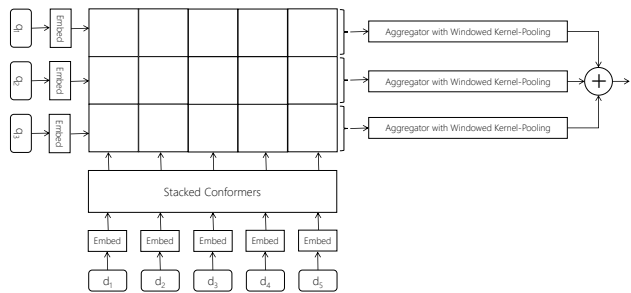 q1
Embed
Aggregator with Windowed Kernel-Pooling
q2
Embed
Aggregator with Windowed Kernel-Pooling
+
q3
Embed
Aggregator with Windowed Kernel-Pooling
Stacked Conformers
Embed Embed Embed Embed Embed
d1 d2 d3 d4 d5